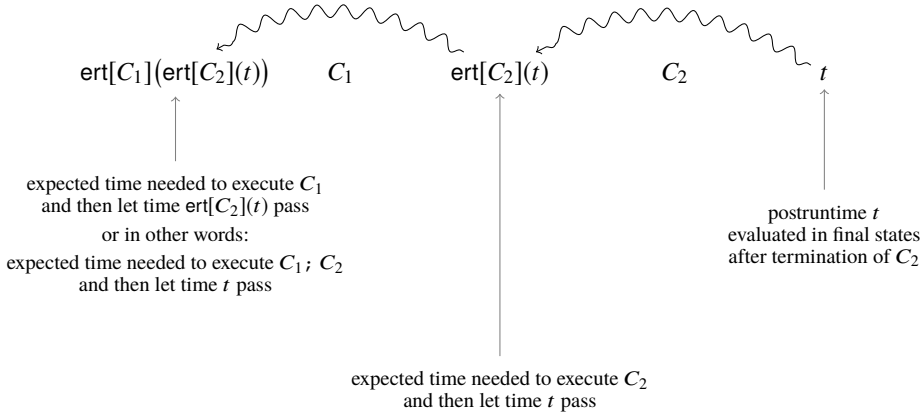 ert[C₁](ert[C₂](t)) C₁ ert[C₂](t) C₂ t
expected time needed to execute C₁
and then let time ert[C₂](t) pass
or in other words:
expected time needed to execute C₁; C₂
and then let time t pass
postruntime t
evaluated in final states
after termination of C₂
expected time needed to execute C₂
and then let time t pass